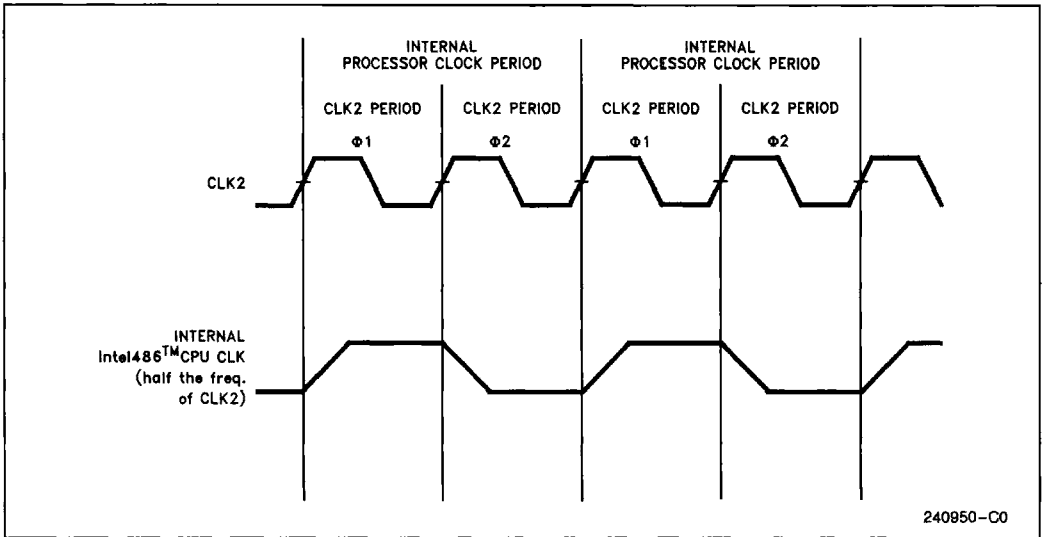 INTERNAL
PROCESSOR CLOCK PERIOD
INTERNAL
PROCESSOR CLOCK PERIOD
CLK2 PERIOD
CLK2 PERIOD
CLK2 PERIOD
CLK2 PERIOD
Φ1
Φ2
Φ1
Φ2
CLK2
INTERNAL
Intel486™CPU CLK
(half the freq.
of CLK2)
240950-C0